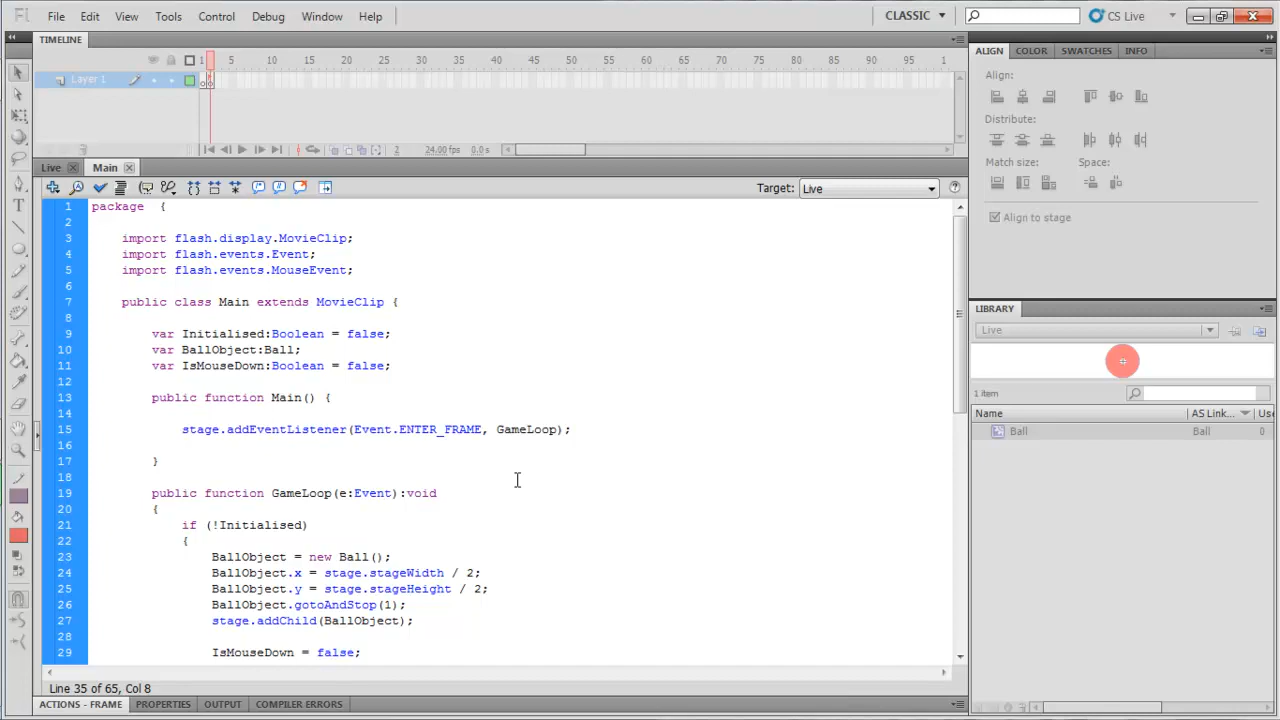 Fl File Edit View Tools Control Debug Window Help CLASSIC CS Live
TIMELINE
1 5 10 15 20 25 30 35 40 45 50 55 60 65 70 75 80 85 90 95 1
Layer 1
2 24.00 fps 0.0 s
Live Main
Target: Live
1 package {
2
3 import flash.display.MovieClip;
4 import flash.events.Event;
5 import flash.events.MouseEvent;
6
7 public class Main extends MovieClip {
8
9 var Initialised:Boolean = false;
10 var BallObject:Ball;
11 var IsMouseDown:Boolean = false;
12
13 public function Main() {
14
15 stage.addEventListener(Event.ENTER_FRAME, GameLoop);
16
17 }
18
19 public function GameLoop(e:Event):void
20 {
21 if (!Initialised)
22 {
23 BallObject = new Ball();
24 BallObject.x = stage.stageWidth / 2;
25 BallObject.y = stage.stageHeight / 2;
26 BallObject.gotoAndStop(1);
27 stage.addChild(BallObject);
28
29 IsMouseDown = false;
Line 35 of 65, Col 8
ACTIONS - FRAME PROPERTIES OUTPUT COMPILER ERRORS
ALIGN COLOR SWATCHES INFO
Align:
Distribute:
Match size: Space:
Align to stage
LIBRARY
Live
1 item
Name AS Link... Use
Ball Ball 0